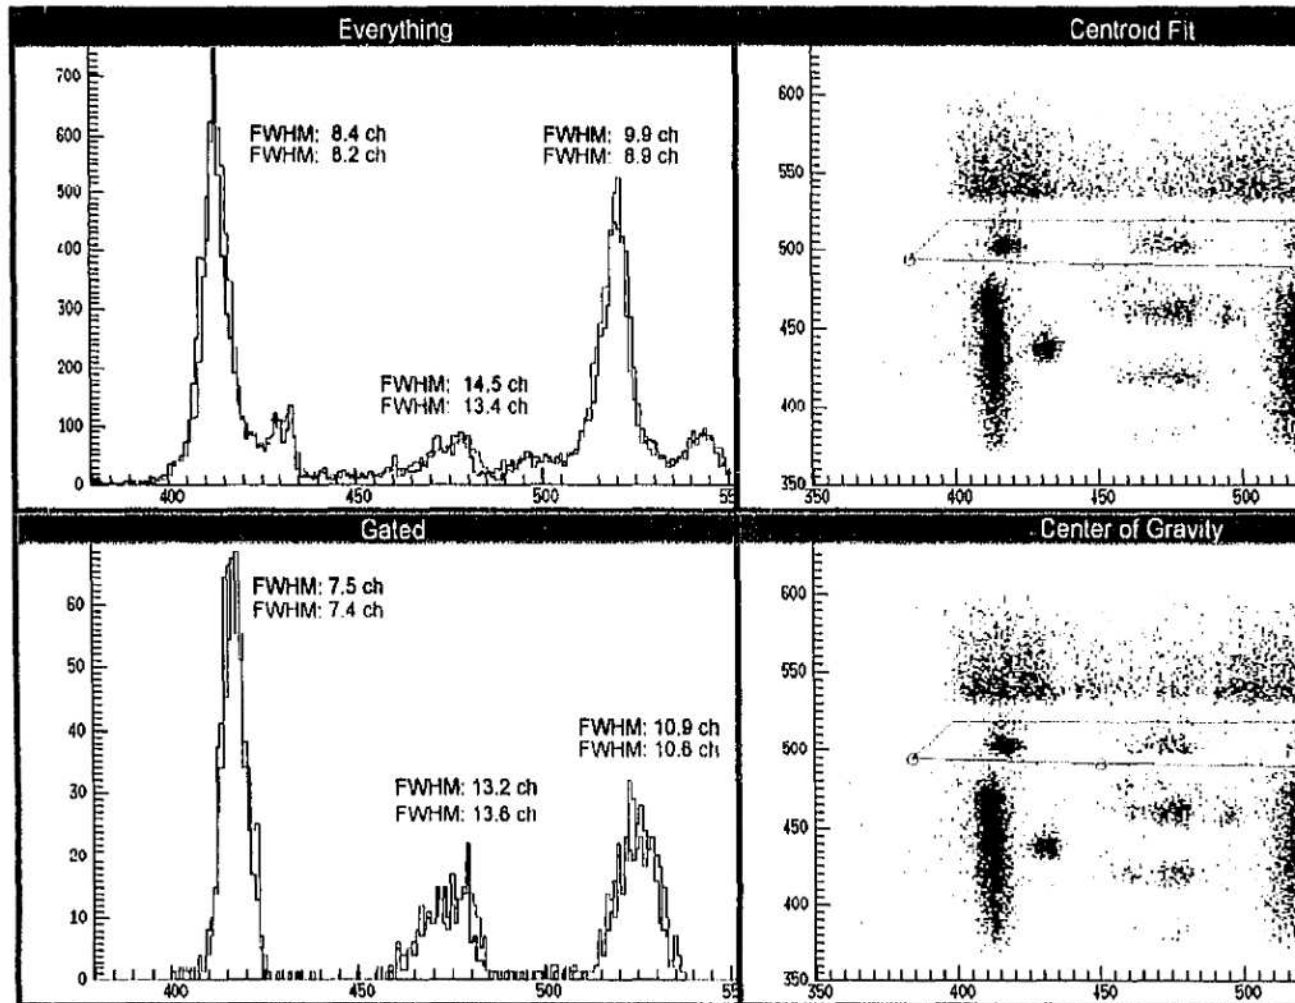 Everything
700
600
500
400
300
200
100
0
400
450
500
55
FWHM: 8.4 ch
FWHM: 8.2 ch
FWHM: 9.9 ch
FWHM: 8.9 ch
FWHM: 14.5 ch
FWHM: 13.4 ch
Centroid Fit
600
550
500
450
400
350
350
400
450
500
Gated
60
50
40
30
20
10
0
400
450
500
55
FWHM: 7.5 ch
FWHM: 7.4 ch
FWHM: 13.2 ch
FWHM: 13.6 ch
FWHM: 10.9 ch
FWHM: 10.6 ch
Center of Gravity
600
550
500
450
400
350
350
400
450
500